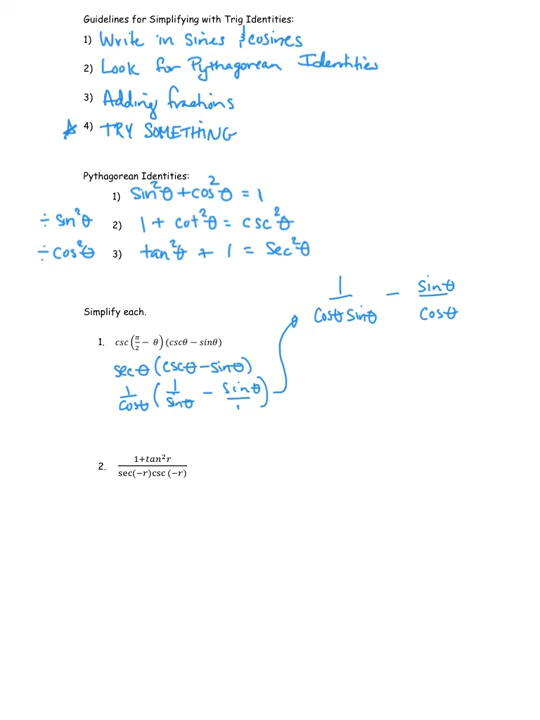 Guidelines for Simplifying with Trig Identities:
1) Write in Sines & cosines
2) Look for Pythagorean Identities
3) Adding fractions
☆ 4) TRY SOMETHING
Pythagorean Identities:
1) sin²θ + cos²θ = 1
÷ sin²θ 2) 1 + cot²θ = csc²θ
÷ cos²θ 3) tan²θ + 1 = sec²θ
Simplify each.
1/(cosθ sinθ) − sinθ/cosθ
1. csc(π/2 − θ)(cscθ − sinθ)
secθ (cscθ − sinθ)
1/cosθ (1/sinθ − sinθ/1)
2. (1+tan²r)/(sec(−r)csc(−r))